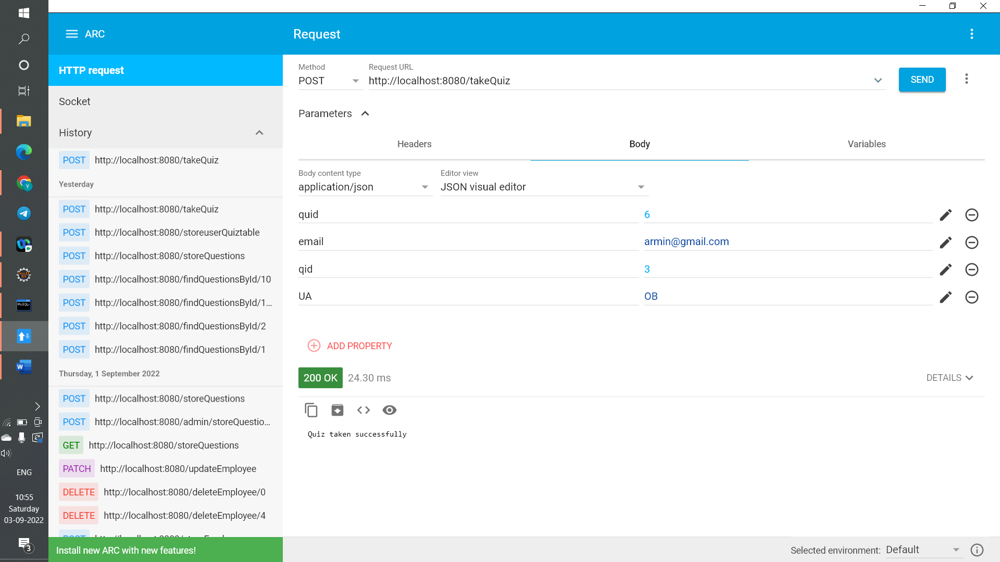 ARC
Request
HTTP request
Socket
History
POST http://localhost:8080/takeQuiz
Yesterday
POST http://localhost:8080/takeQuiz
POST http://localhost:8080/storeuserQuiztable
POST http://localhost:8080/storeQuestions
POST http://localhost:8080/findQuestionsById/10
POST http://localhost:8080/findQuestionsById/1...
POST http://localhost:8080/findQuestionsById/2
POST http://localhost:8080/findQuestionsById/1
Thursday, 1 September 2022
POST http://localhost:8080/storeQuestions
POST http://localhost:8080/admin/storeQuestio...
GET http://localhost:8080/storeQuestions
PATCH http://localhost:8080/updateEmployee
DELETE http://localhost:8080/deleteEmployee/0
DELETE http://localhost:8080/deleteEmployee/4
Install new ARC with new features!
Method Request URL
POST http://localhost:8080/takeQuiz SEND
Parameters
Headers Body Variables
Body content type Editor view
application/json JSON visual editor
quid 6
email armin@gmail.com
qid 3
UA OB
ADD PROPERTY
200 OK 24.30 ms DETAILS
Quiz taken successfully
Selected environment: Default
ENG
10:55
Saturday
03-09-2022
3